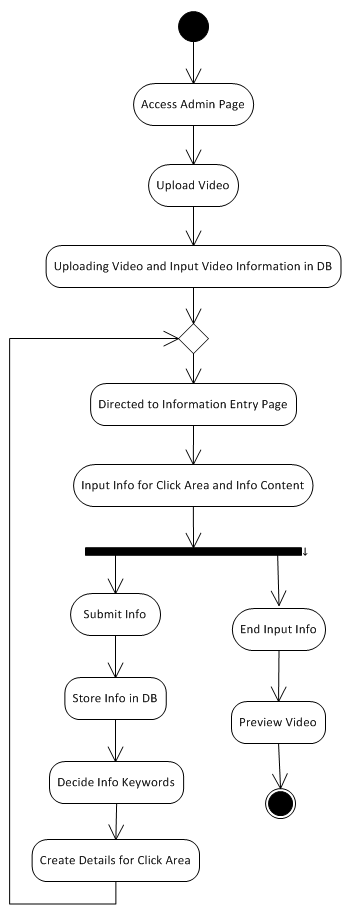 Access Admin Page
Upload Video
Uploading Video and Input Video Information in DB
Directed to Information Entry Page
Input Info for Click Area and Info Content
Submit Info
End Input Info
Store Info in DB
Preview Video
Decide Info Keywords
Create Details for Click Area